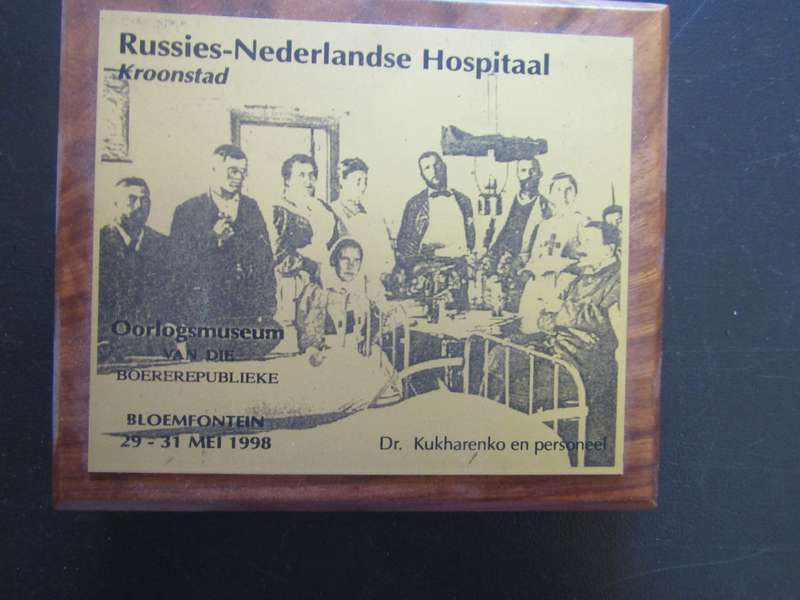 Russies-Nederlandse Hospitaal
Kroonstad
Oorlogsmuseum
VAN DIE
BOEREREPUBLIEKE
BLOEMFONTEIN
29 - 31 MEI 1998
Dr. Kukharenko en personeel